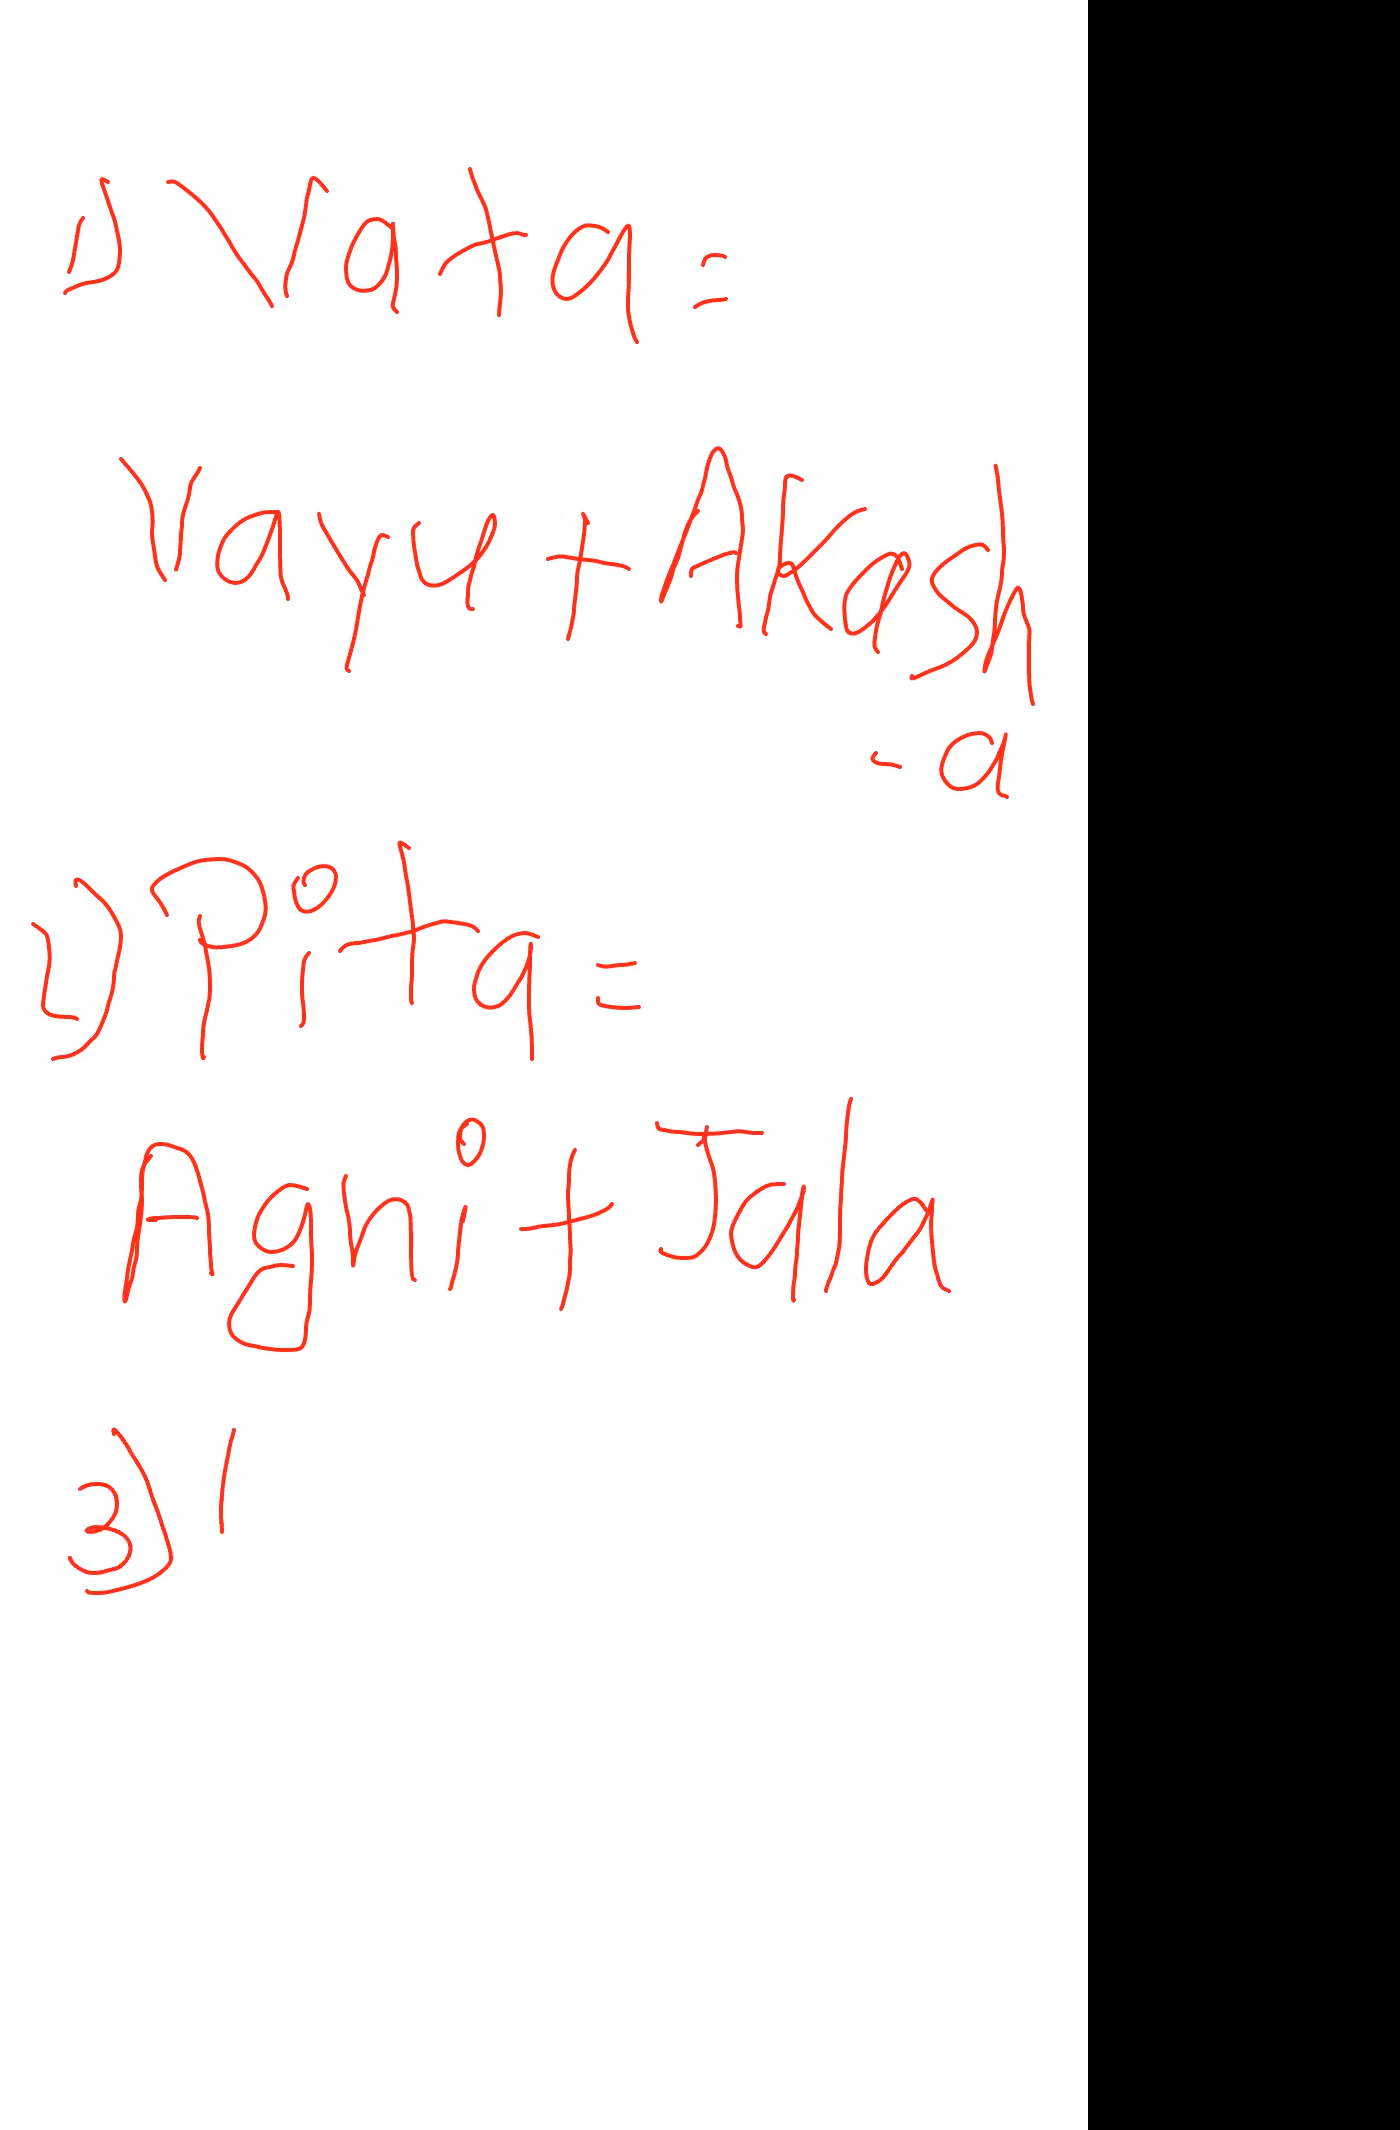 1) Vata =
Vayu + Akash
- a
2) Pita =
Agni + Jala
3) I